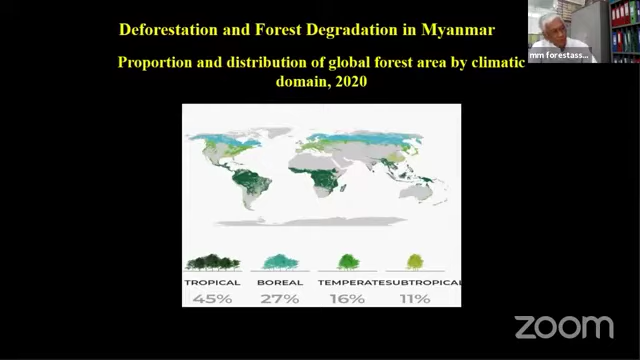 Deforestation and Forest Degradation in Myanmar
Proportion and distribution of global forest area by climatic
domain, 2020
mm forestass...
TROPICAL BOREAL TEMPERATE SUBTROPICAL
45% 27% 16% 11%
zoom